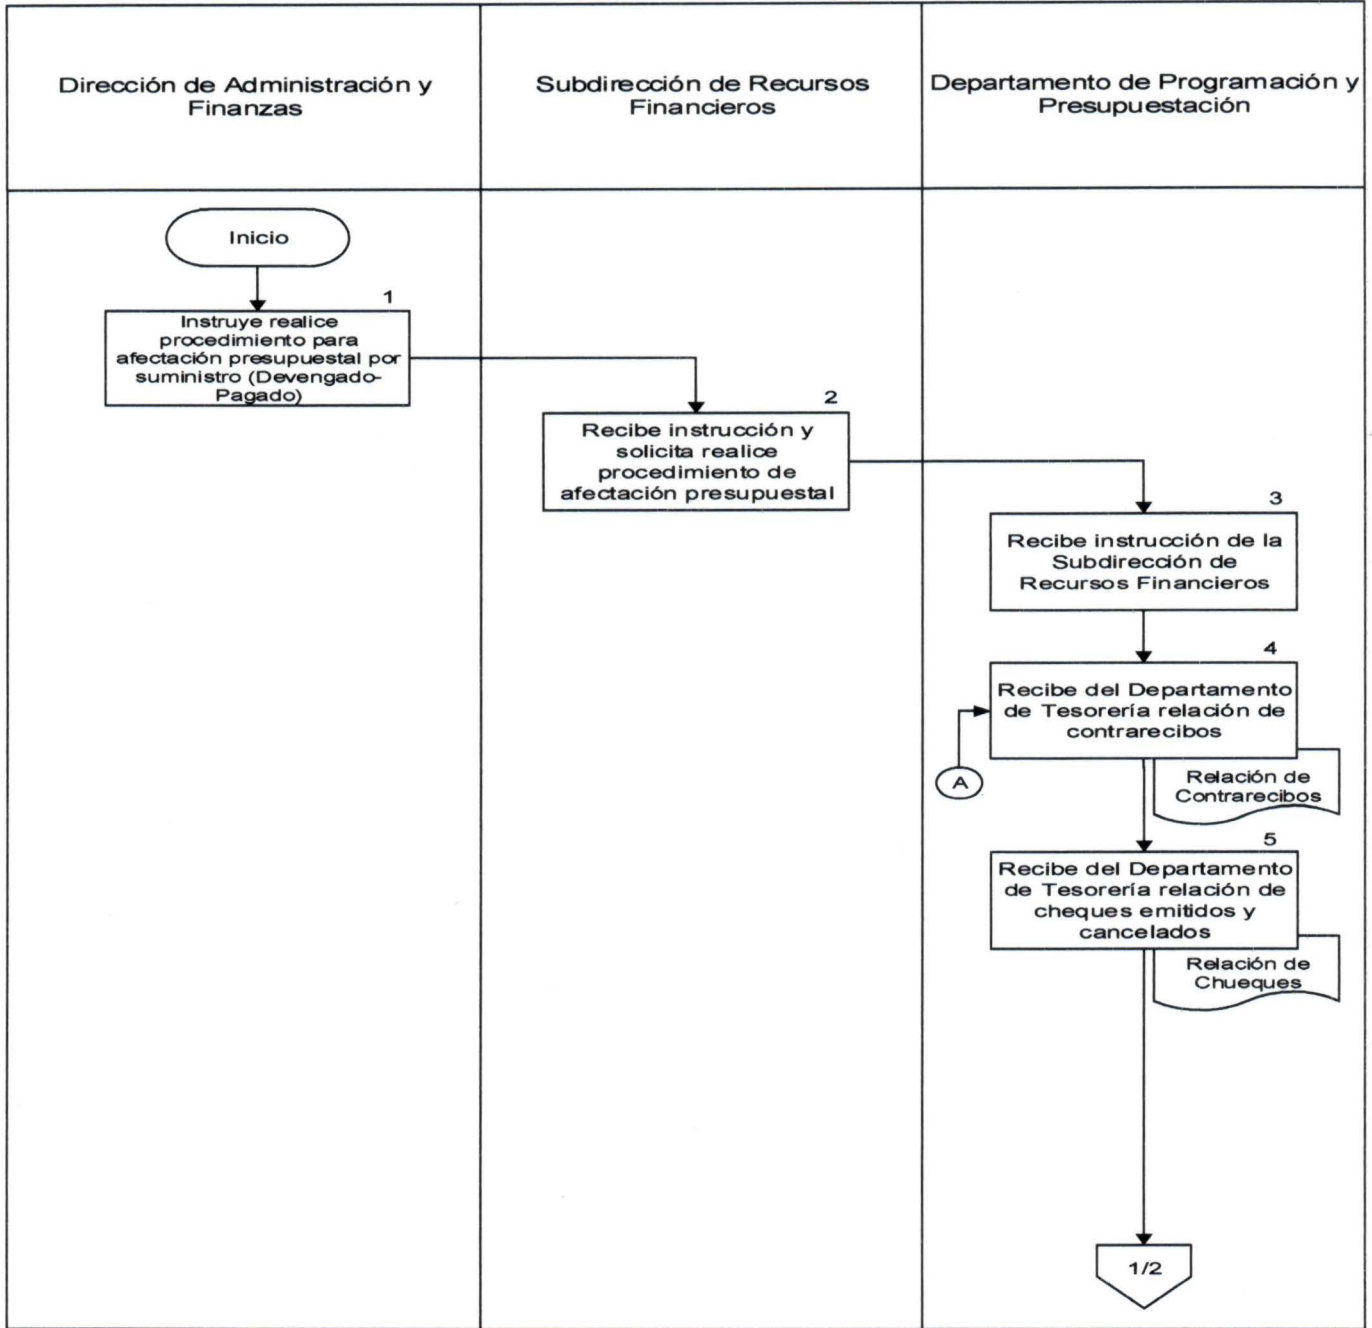 Dirección de Administración y
Finanzas
Subdirección de Recursos
Financieros
Departamento de Programación y
Presupuestación
Inicio
1
Instruye realice
procedimiento para
afectación presupuestal por
suministro (Devengado-
Pagado)
2
Recibe instrucción y
solicita realice
procedimiento de
afectación presupuestal
3
Recibe instrucción de la
Subdirección de
Recursos Financieros
4
Recibe del Departamento
de Tesorería relación de
contrarecibos
A
Relación de
Contrarecibos
5
Recibe del Departamento
de Tesorería relación de
cheques emitidos y
cancelados
Relación de
Chueques
1/2